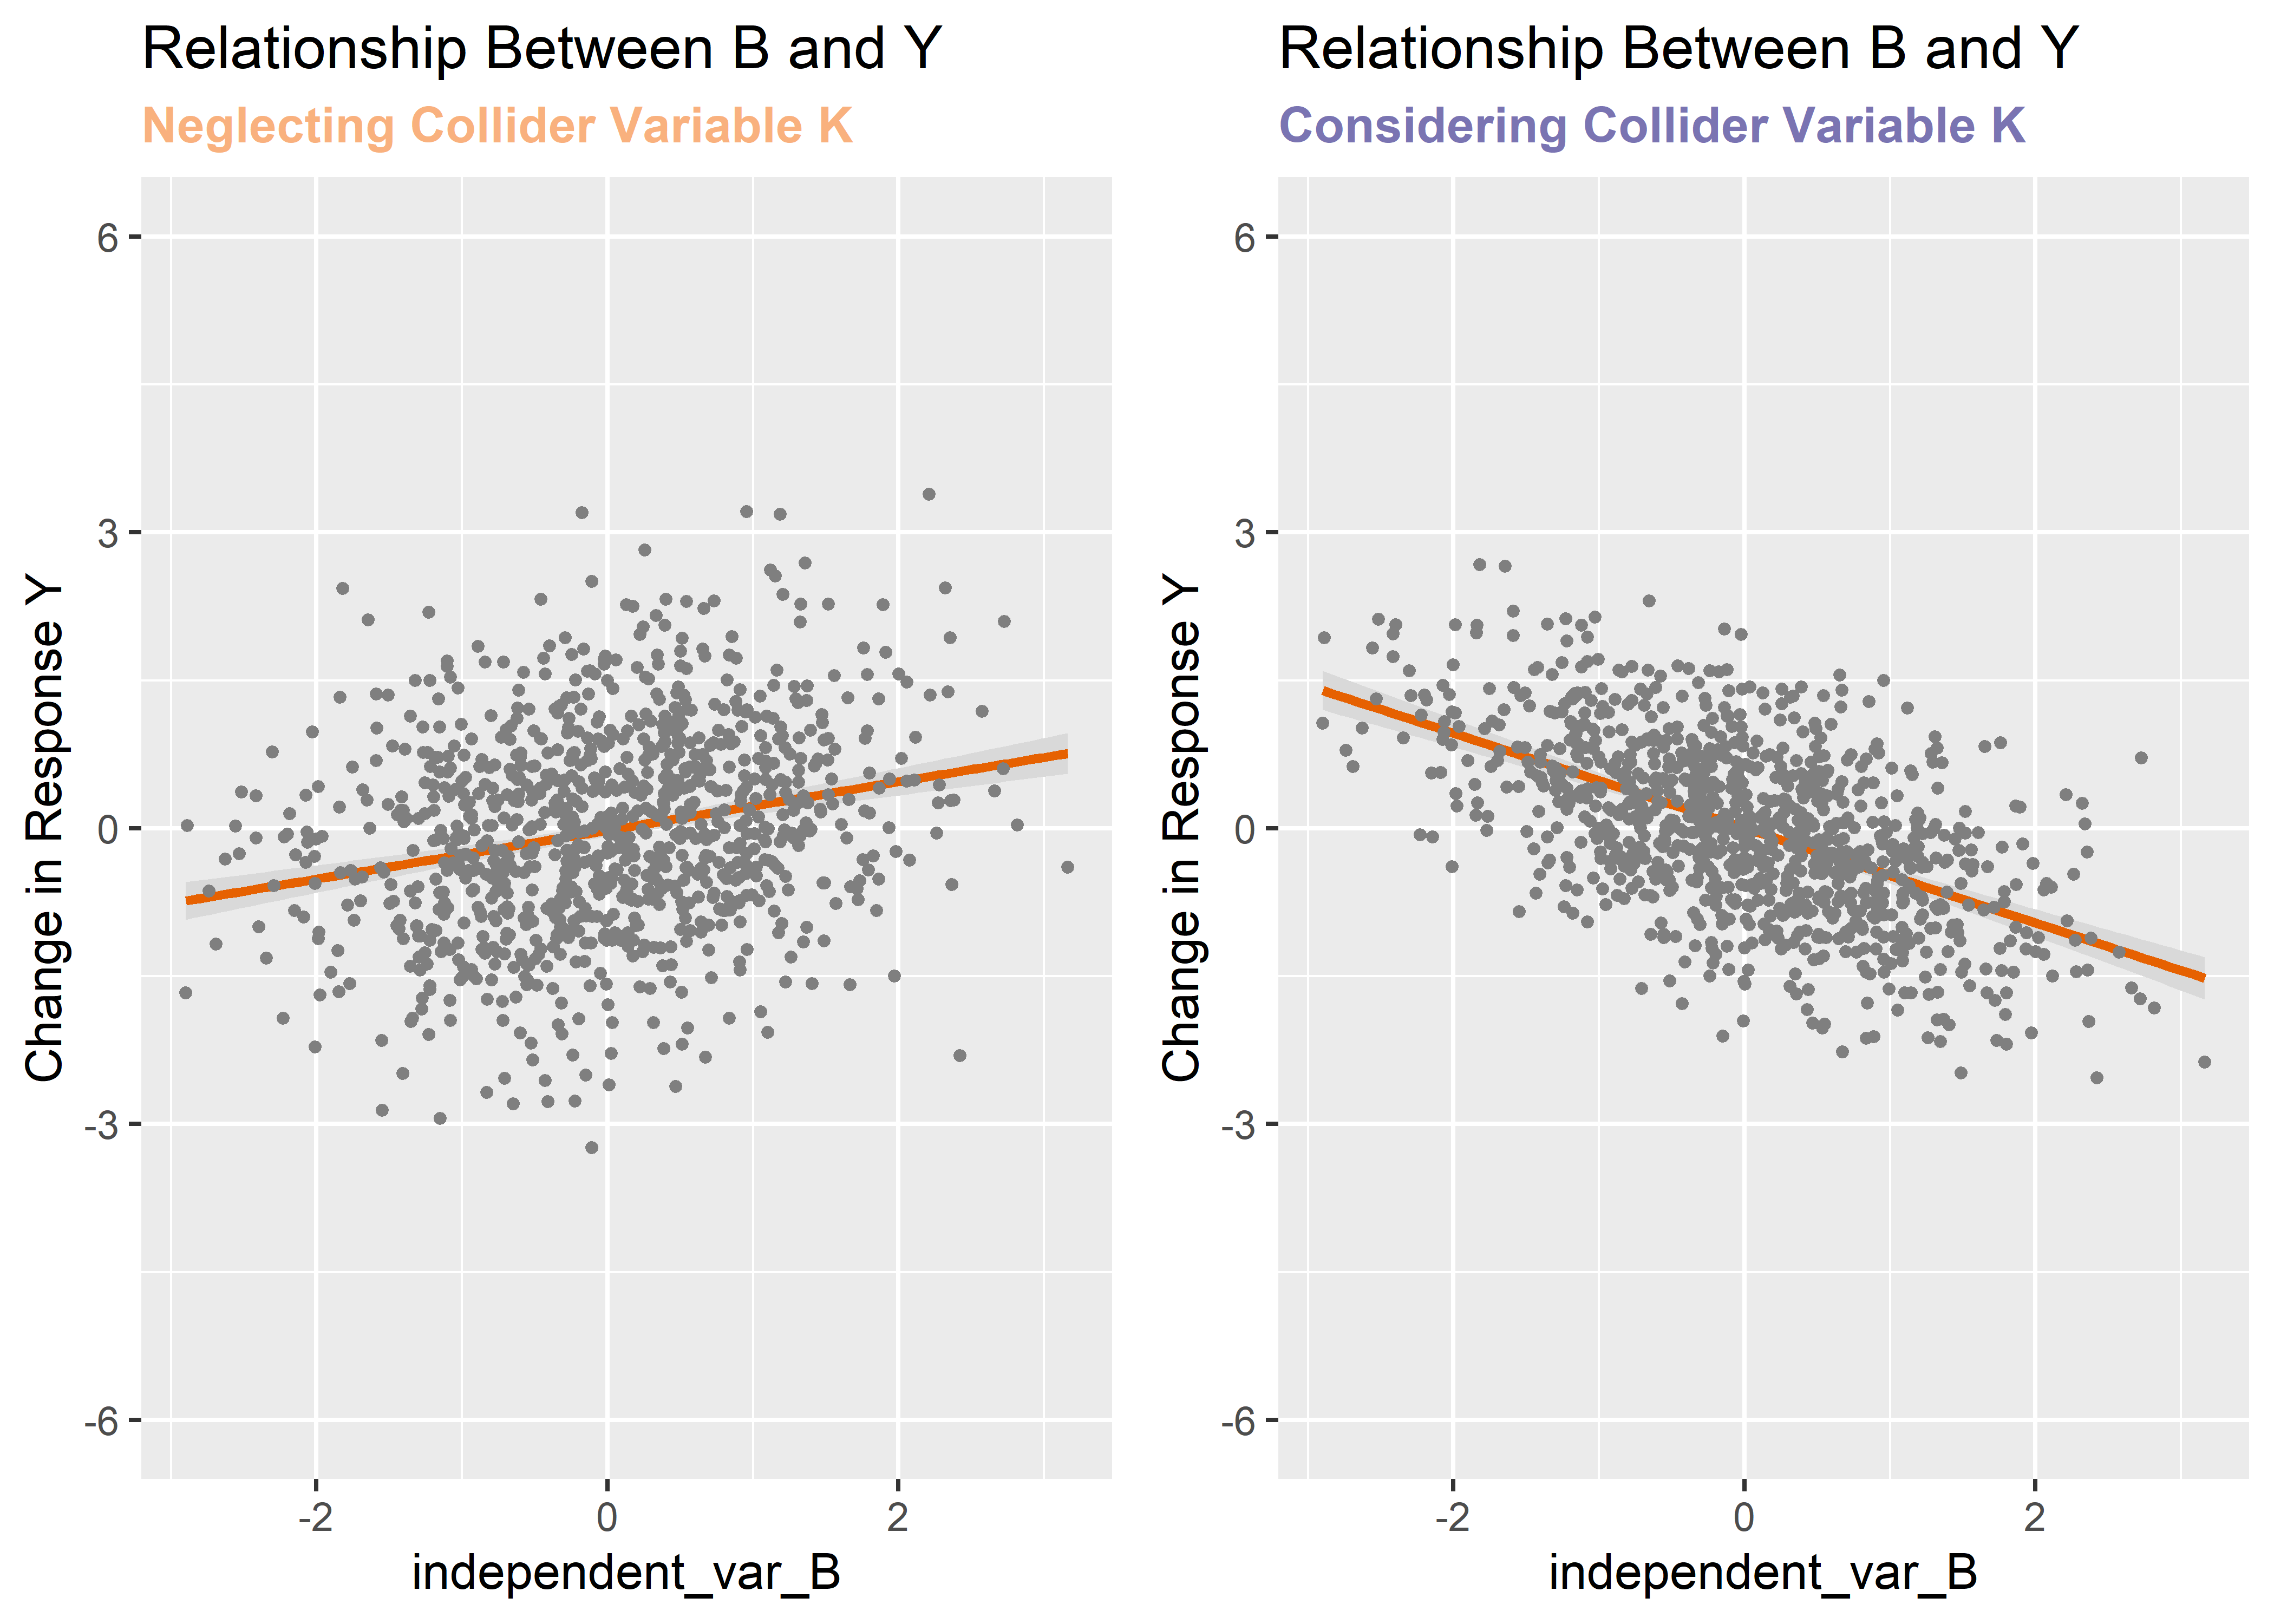 Relationship Between B and Y
Neglecting Collider Variable K
Change in Response Y
6
3
0
-3
-6
-2
0
2
independent_var_B
Relationship Between B and Y
Considering Collider Variable K
Change in Response Y
6
3
0
-3
-6
-2
0
2
independent_var_B